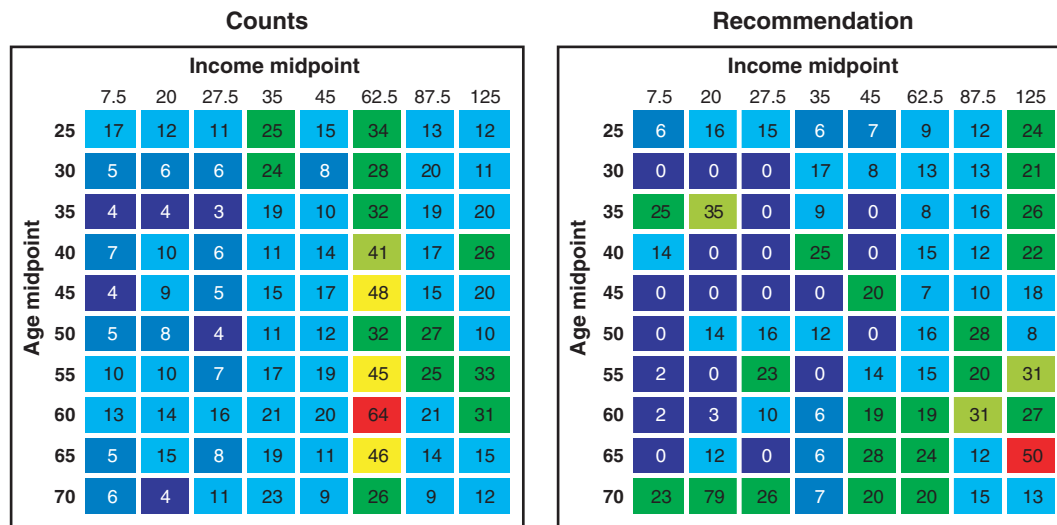 Counts
Income midpoint
7.5 20 27.5 35 45 62.5 87.5 125
Age midpoint
25 17 12 11 25 15 34 13 12
30 5 6 6 24 8 28 20 11
35 4 4 3 19 10 32 19 20
40 7 10 6 11 14 41 17 26
45 4 9 5 15 17 48 15 20
50 5 8 4 11 12 32 27 10
55 10 10 7 17 19 45 25 33
60 13 14 16 21 20 64 21 31
65 5 15 8 19 11 46 14 15
70 6 4 11 23 9 26 9 12
Recommendation
Income midpoint
7.5 20 27.5 35 45 62.5 87.5 125
Age midpoint
25 6 16 15 6 7 9 12 24
30 0 0 0 17 8 13 13 21
35 25 35 0 9 0 8 16 26
40 14 0 0 25 0 15 12 22
45 0 0 0 0 20 7 10 18
50 0 14 16 12 0 16 28 8
55 2 0 23 0 14 15 20 31
60 2 3 10 6 19 19 31 27
65 0 12 0 6 28 24 12 50
70 23 79 26 7 20 20 15 13